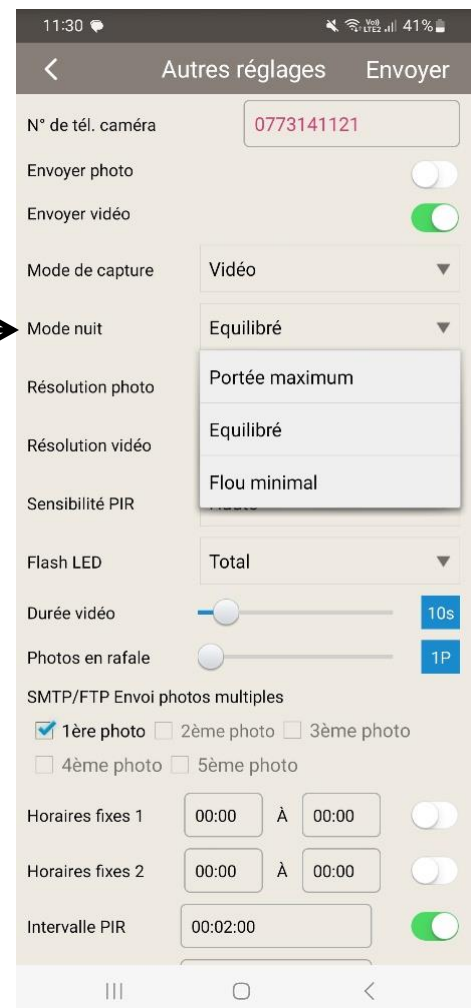 11:30 VoB LTE2 41%
Autres réglages Envoyer
N° de tél. caméra 0773141121
Envoyer photo
Envoyer vidéo
Mode de capture Vidéo
Mode nuit Equilibré
Portée maximum
Résolution photo
Equilibré
Résolution vidéo
Flou minimal
Sensibilité PIR
Flash LED Total
Durée vidéo 10s
Photos en rafale 1P
SMTP/FTP Envoi photos multiples
1ère photo 2ème photo 3ème photo
4ème photo 5ème photo
Horaires fixes 1 00:00 À 00:00
Horaires fixes 2 00:00 À 00:00
Intervalle PIR 00:02:00